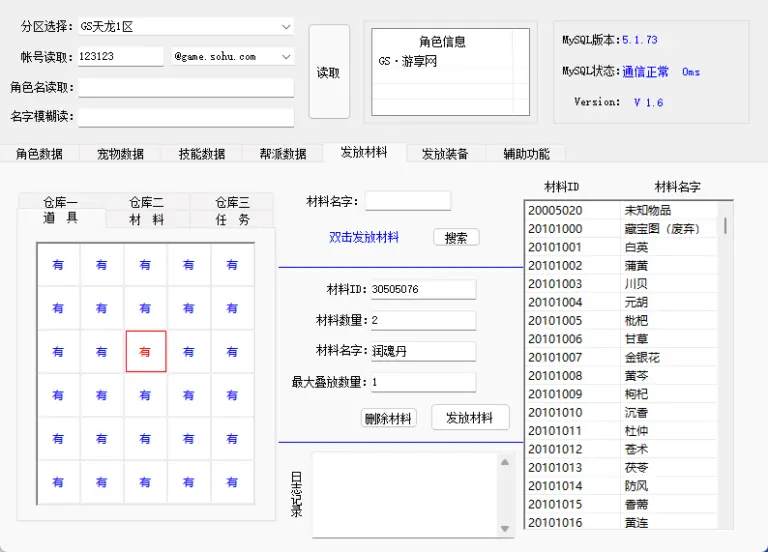 分区选择: GS天龙1区
帐号读取: 123123 @game.sohu.com
角色名读取:
名字模糊读:
读取
角色信息
GS·游享网
MySQL版本:5.1.73
MySQL状态:通信正常 0ms
Version: V 1.6
角色数据 宠物数据 技能数据 帮派数据 发放材料 发放装备 辅助功能
仓库一 仓库二 仓库三
道 具 材 料 任 务
有 有 有 有 有
有 有 有 有 有
有 有 有 有 有
有 有 有 有 有
有 有 有 有 有
有 有 有 有 有
材料名字:
双击发放材料 搜索
材料ID: 30505076
材料数量: 2
材料名字: 润魂丹
最大叠放数量: 1
删除材料 发放材料
日志记录
材料ID 材料名字
20005020 未知物品
20101000 藏宝图（废弃）
20101001 白英
20101002 蒲黄
20101003 川贝
20101004 元胡
20101005 枇杷
20101006 甘草
20101007 金银花
20101008 黄芩
20101009 枸杞
20101010 沉香
20101011 杜仲
20101012 苍术
20101013 茯苓
20101014 防风
20101015 香薷
20101016 黄连